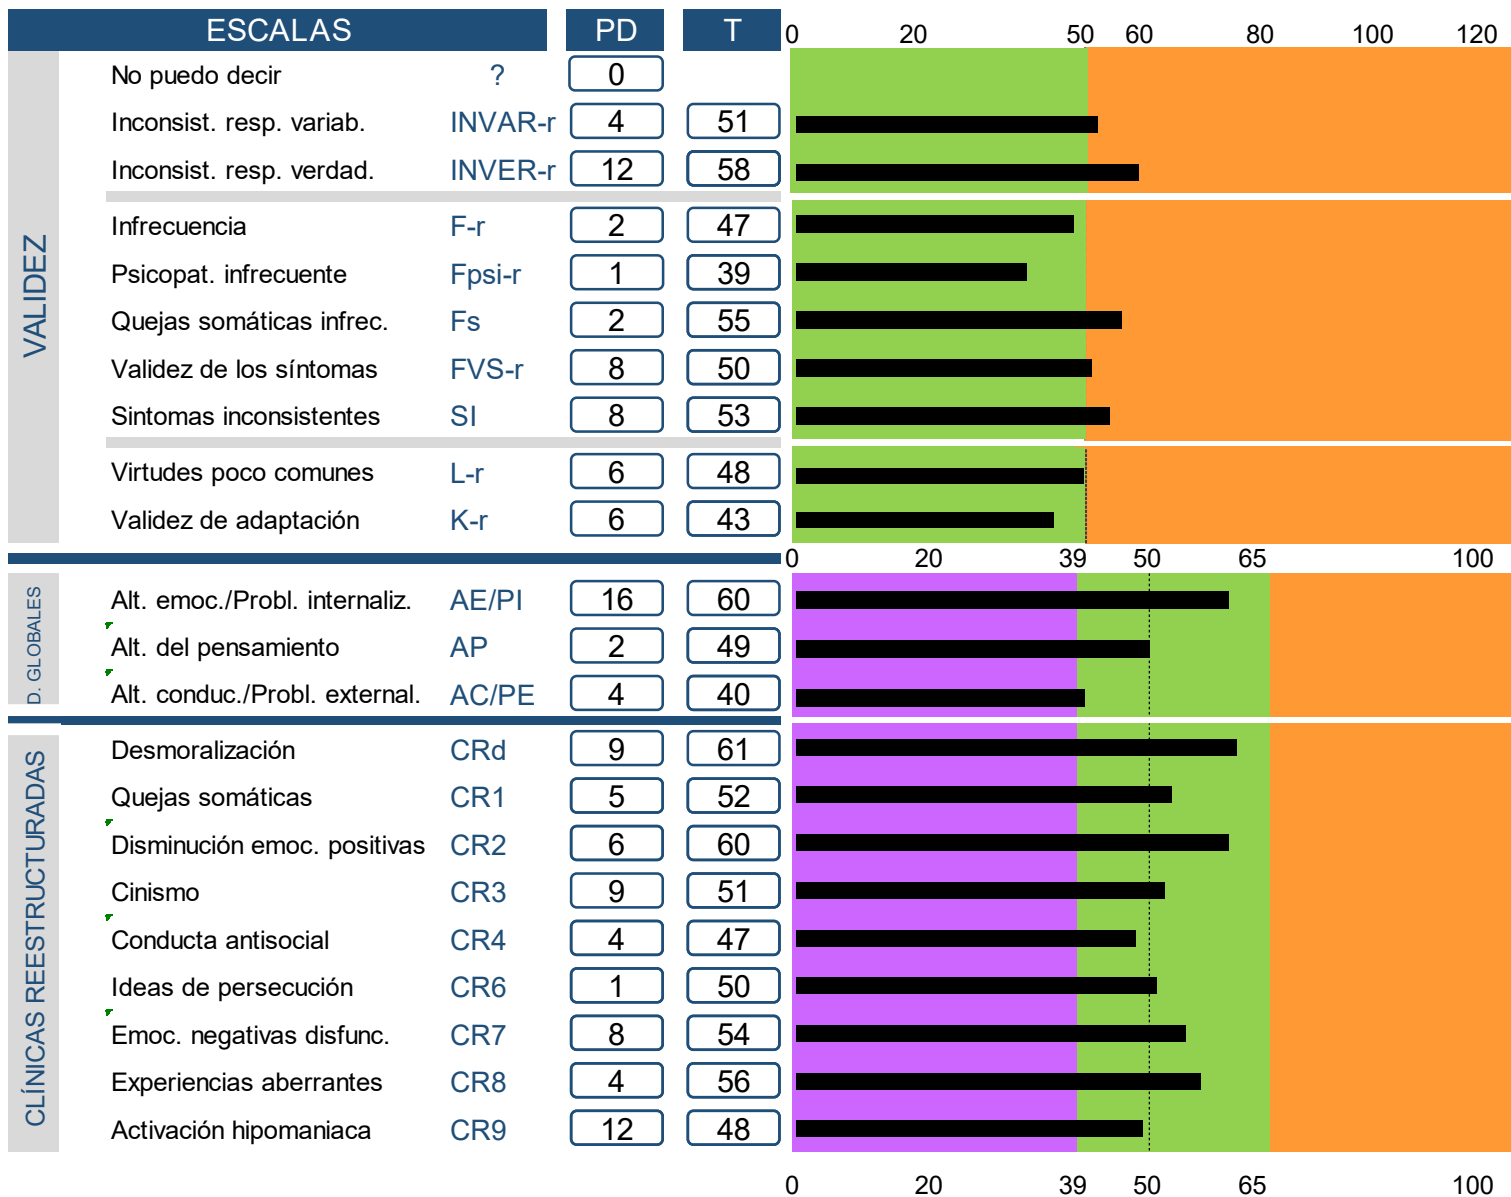 ESCALAS PD T 0 20 50 60 80 100 120
VALIDEZ
No puedo decir ? 0
Inconsist. resp. variab. INVAR-r 4 51
Inconsist. resp. verdad. INVER-r 12 58
Infrecuencia F-r 2 47
Psicopat. infrecuente Fpsi-r 1 39
Quejas somáticas infrec. Fs 2 55
Validez de los síntomas FVS-r 8 50
Sintomas inconsistentes SI 8 53
Virtudes poco comunes L-r 6 48
Validez de adaptación K-r 6 43
0 20 39 50 65 100
D. GLOBALES
Alt. emoc./Probl. internaliz. AE/PI 16 60
Alt. del pensamiento AP 2 49
Alt. conduc./Probl. external. AC/PE 4 40
CLÍNICAS REESTRUCTURADAS
Desmoralización CRd 9 61
Quejas somáticas CR1 5 52
Disminución emoc. positivas CR2 6 60
Cinismo CR3 9 51
Conducta antisocial CR4 4 47
Ideas de persecución CR6 1 50
Emoc. negativas disfunc. CR7 8 54
Experiencias aberrantes CR8 4 56
Activación hipomaniaca CR9 12 48
0 20 39 50 65 100